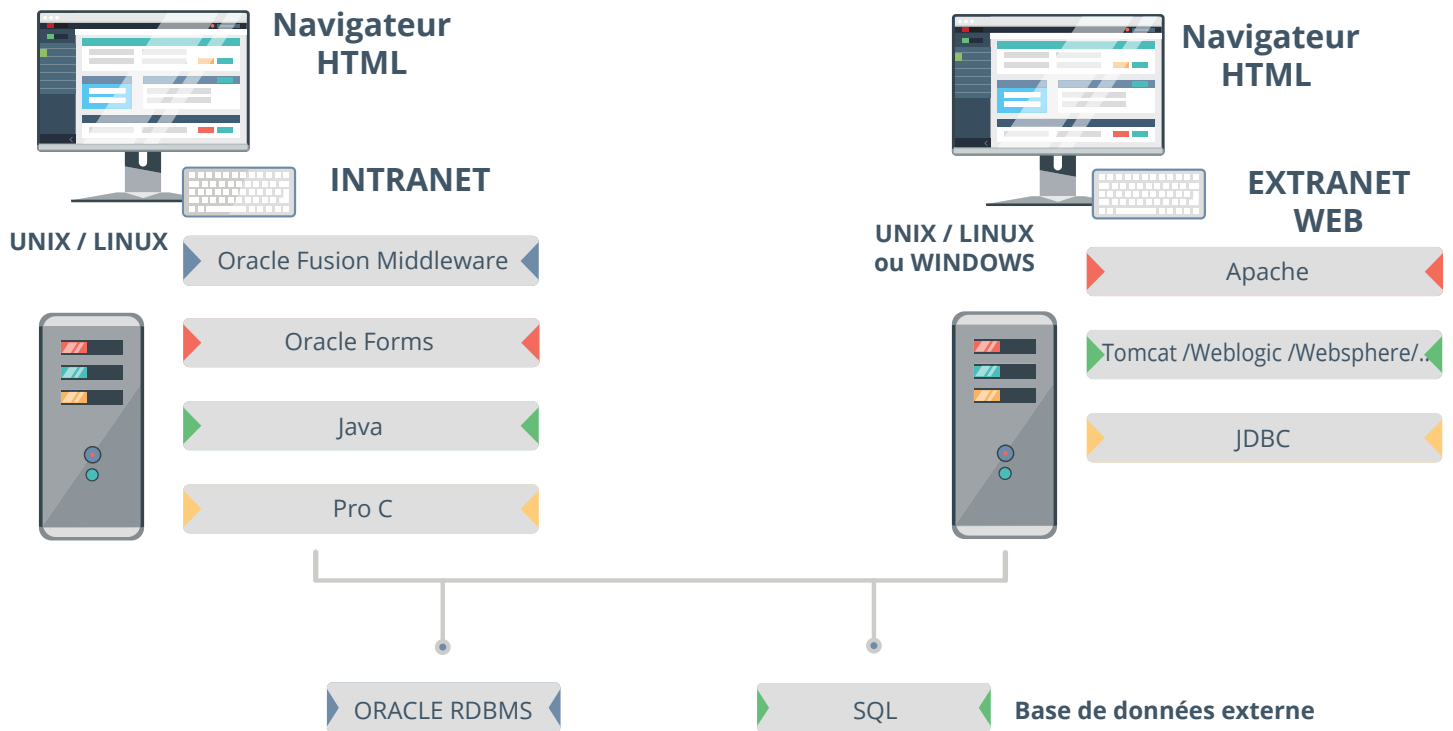 Navigateur
HTML
INTRANET
UNIX / LINUX
Oracle Fusion Middleware
Oracle Forms
Java
Pro C
Navigateur
HTML
EXTRANET
WEB
UNIX / LINUX
ou WINDOWS
Apache
Tomcat /Weblogic /Websphere/..
JDBC
ORACLE RDBMS
SQL
Base de données externe